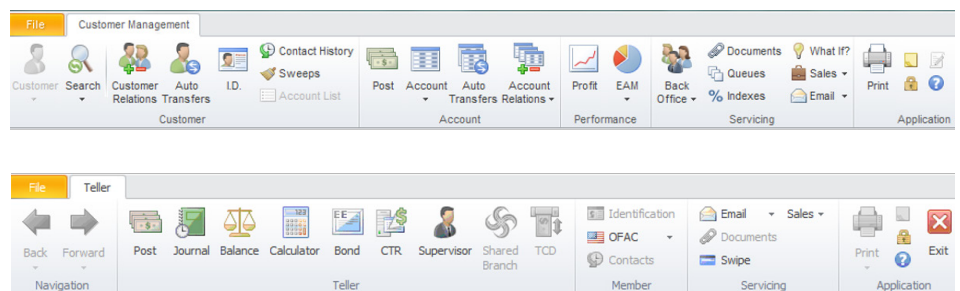 File Customer Management
Contact History Documents What If?
Sweeps Queues Sales
Customer Search Customer Relations Auto Transfers I.D. Account List Post Account Auto Transfers Account Relations Profit EAM Back Office % Indexes Email Print
Customer Account Performance Servicing Application
File Teller
Identification Email Sales
EE
OFAC Documents
Back Forward Post Journal Balance Calculator Bond CTR Supervisor Shared Branch TCD Contacts Swipe Print Exit
Navigation Teller Member Servicing Application